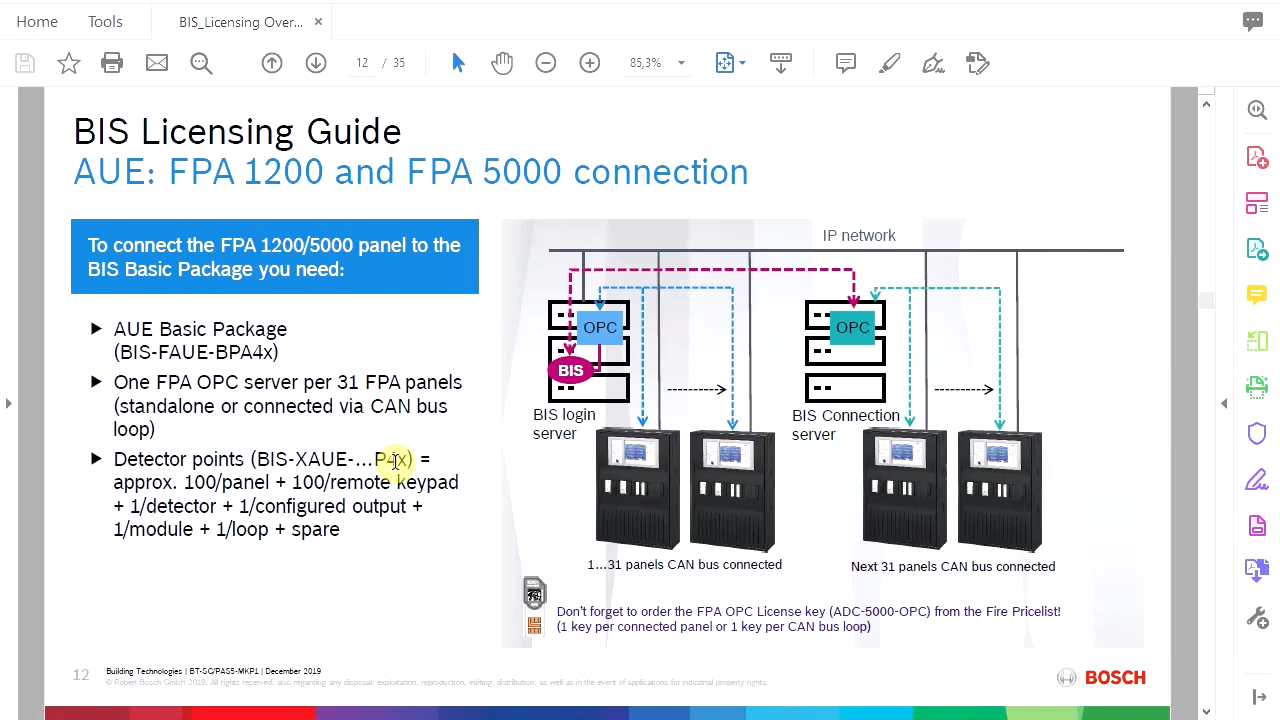 Home
Tools
BIS_Licensing Over...
12 / 35
85,3%
BIS Licensing Guide
AUE: FPA 1200 and FPA 5000 connection
To connect the FPA 1200/5000 panel to the
BIS Basic Package you need:
AUE Basic Package
(BIS-FAUE-BPA4x)
One FPA OPC server per 31 FPA panels
(standalone or connected via CAN bus
loop)
Detector points (BIS-XAUE-...P4x) =
approx. 100/panel + 100/remote keypad
+ 1/detector + 1/configured output +
1/module + 1/loop + spare
IP network
OPC
BIS
BIS login
server
OPC
BIS Connection
server
1...31 panels CAN bus connected
Next 31 panels CAN bus connected
Don't forget to order the FPA OPC License key (ADC-5000-OPC) from the Fire Pricelist!
(1 key per connected panel or 1 key per CAN bus loop)
12
Building Technologies | BT-SC/PAS5-MKP1 | December 2019
© Robert Bosch GmbH 2019. All rights reserved, also regarding any disposal, exploitation, reproduction, editing, distribution, as well as in the event of applications for industrial property rights.
BOSCH